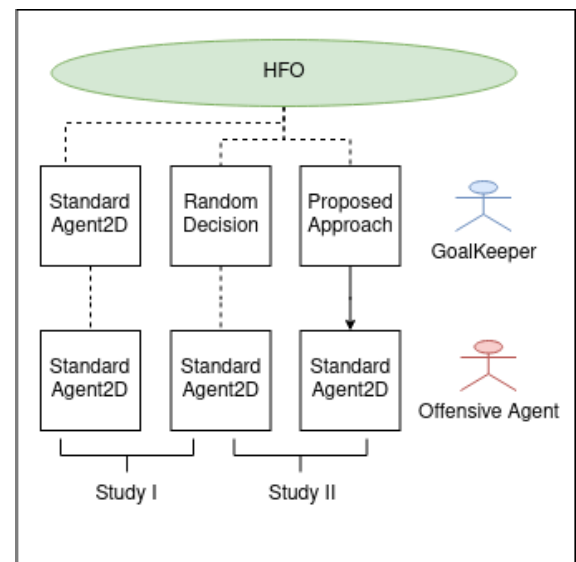 HFO
Standard
Agent2D
Random
Decision
Proposed
Approach
GoalKeeper
Standard
Agent2D
Standard
Agent2D
Standard
Agent2D
Offensive Agent
Study I
Study II